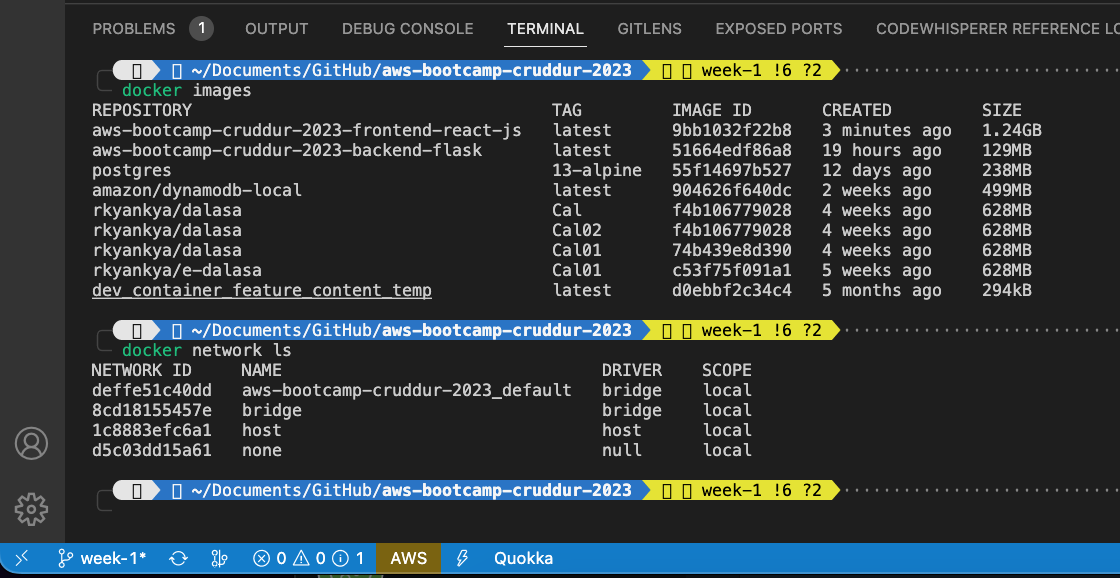 PROBLEMS 1 OUTPUT DEBUG CONSOLE TERMINAL GITLENS EXPOSED PORTS CODEWHISPERER REFERENCE LO
~/Documents/GitHub/aws-bootcamp-cruddur-2023 week-1 !6 ?2
docker images
REPOSITORY TAG IMAGE ID CREATED SIZE
aws-bootcamp-cruddur-2023-frontend-react-js latest 9bb1032f22b8 3 minutes ago 1.24GB
aws-bootcamp-cruddur-2023-backend-flask latest 51664edf86a8 19 hours ago 129MB
postgres 13-alpine 55f14697b527 12 days ago 238MB
amazon/dynamodb-local latest 904626f640dc 2 weeks ago 499MB
rkyankya/dalasa Cal f4b106779028 4 weeks ago 628MB
rkyankya/dalasa Cal02 f4b106779028 4 weeks ago 628MB
rkyankya/dalasa Cal01 74b439e8d390 4 weeks ago 628MB
rkyankya/e-dalasa Cal01 c53f75f091a1 5 weeks ago 628MB
dev_container_feature_content_temp latest d0ebbf2c34c4 5 months ago 294kB
~/Documents/GitHub/aws-bootcamp-cruddur-2023 week-1 !6 ?2
docker network ls
NETWORK ID NAME DRIVER SCOPE
deffe51c40dd aws-bootcamp-cruddur-2023_default bridge local
8cd18155457e bridge bridge local
1c8883efc6a1 host host local
d5c03dd15a61 none null local
~/Documents/GitHub/aws-bootcamp-cruddur-2023 week-1 !6 ?2
week-1* 0 0 1 AWS Quokka